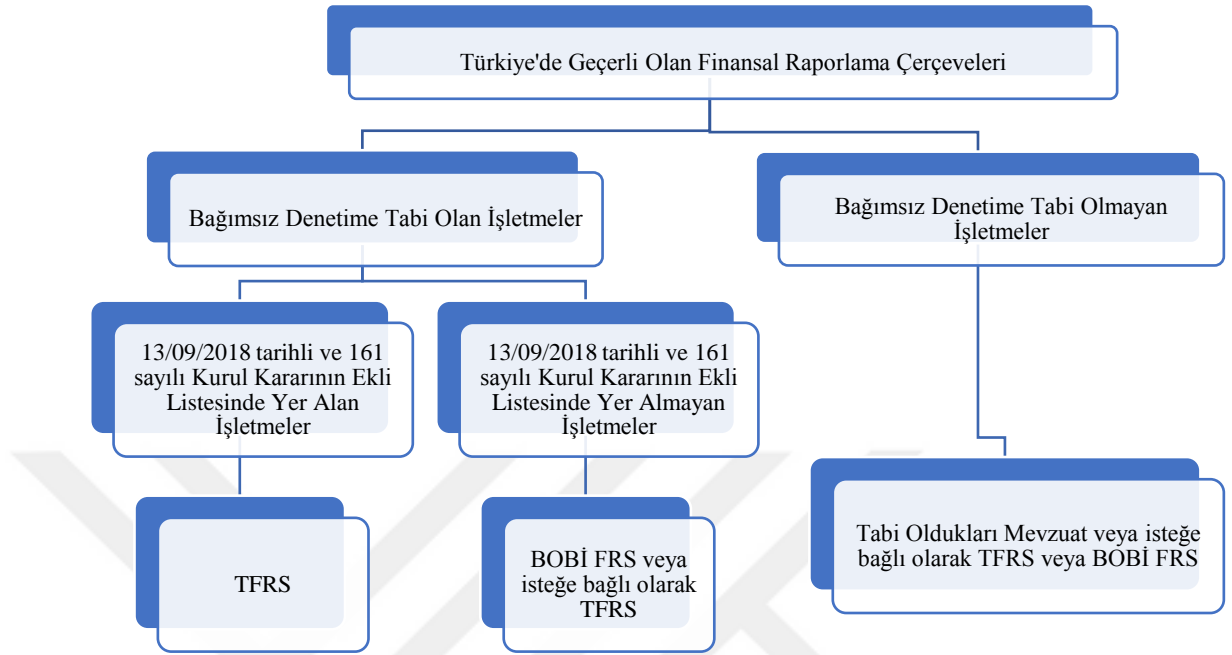 Türkiye'de Geçerli Olan Finansal Raporlama Çerçeveleri
Bağımsız Denetime Tabi Olan İşletmeler
Bağımsız Denetime Tabi Olmayan
İşletmeler
13/09/2018 tarihli ve 161
sayılı Kurul Kararının Ekli
Listesinde Yer Alan
İşletmeler
13/09/2018 tarihli ve 161
sayılı Kurul Kararının Ekli
Listesinde Yer Almayan
İşletmeler
TFRS
BOBİ FRS veya
isteğe bağlı olarak
TFRS
Tabi Oldukları Mevzuat veya isteğe
bağlı olarak TFRS veya BOBİ FRS